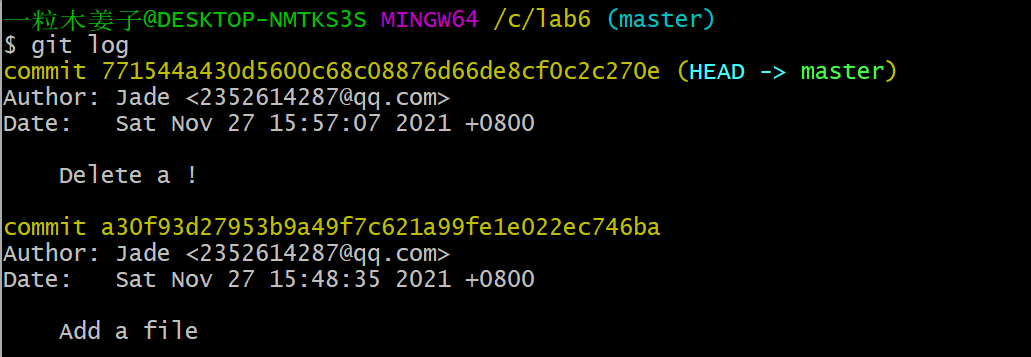 一粒木姜子@DESKTOP-NMTKS3S MINGW64 /c/lab6 (master)
$ git log
commit 771544a430d5600c68c08876d66de8cf0c2c270e (HEAD -> master)
Author: Jade <2352614287@qq.com>
Date:   Sat Nov 27 15:57:07 2021 +0800
    Delete a !
commit a30f93d27953b9a49f7c621a99fe1e022ec746ba
Author: Jade <2352614287@qq.com>
Date:   Sat Nov 27 15:48:35 2021 +0800
    Add a file